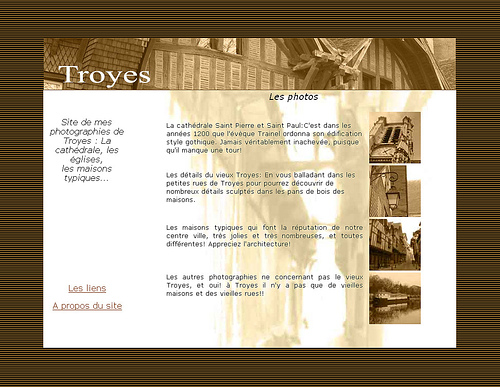 Troyes
Les photos
Site de mes
photographies de
Troyes : La
cathédrale, les
églises,
les maisons
typiques...
Les liens
A propos du site
La cathédrale Saint Pierre et Saint Paul:C'est dans les
années 1200 que l'évêque Trainel ordonna son édification
style gothique. Jamais véritablement inachevée, puisque
qu'il manque une tour!
Les détails du vieux Troyes: En vous balladant dans les
petites rues de Troyes pour pourrez découvrir de
nombreux détails sculptés dans les pans de bois des
maisons.
Les maisons typiques qui font la réputation de notre
centre ville, très jolies et très nombreuses, et toutes
différentes! Appreciez l'architecture!
Les autres photographies ne concernant pas le vieux
Troyes, et oui! à Troyes il n'y a pas que de vieilles
maisons et des vieilles rues!!